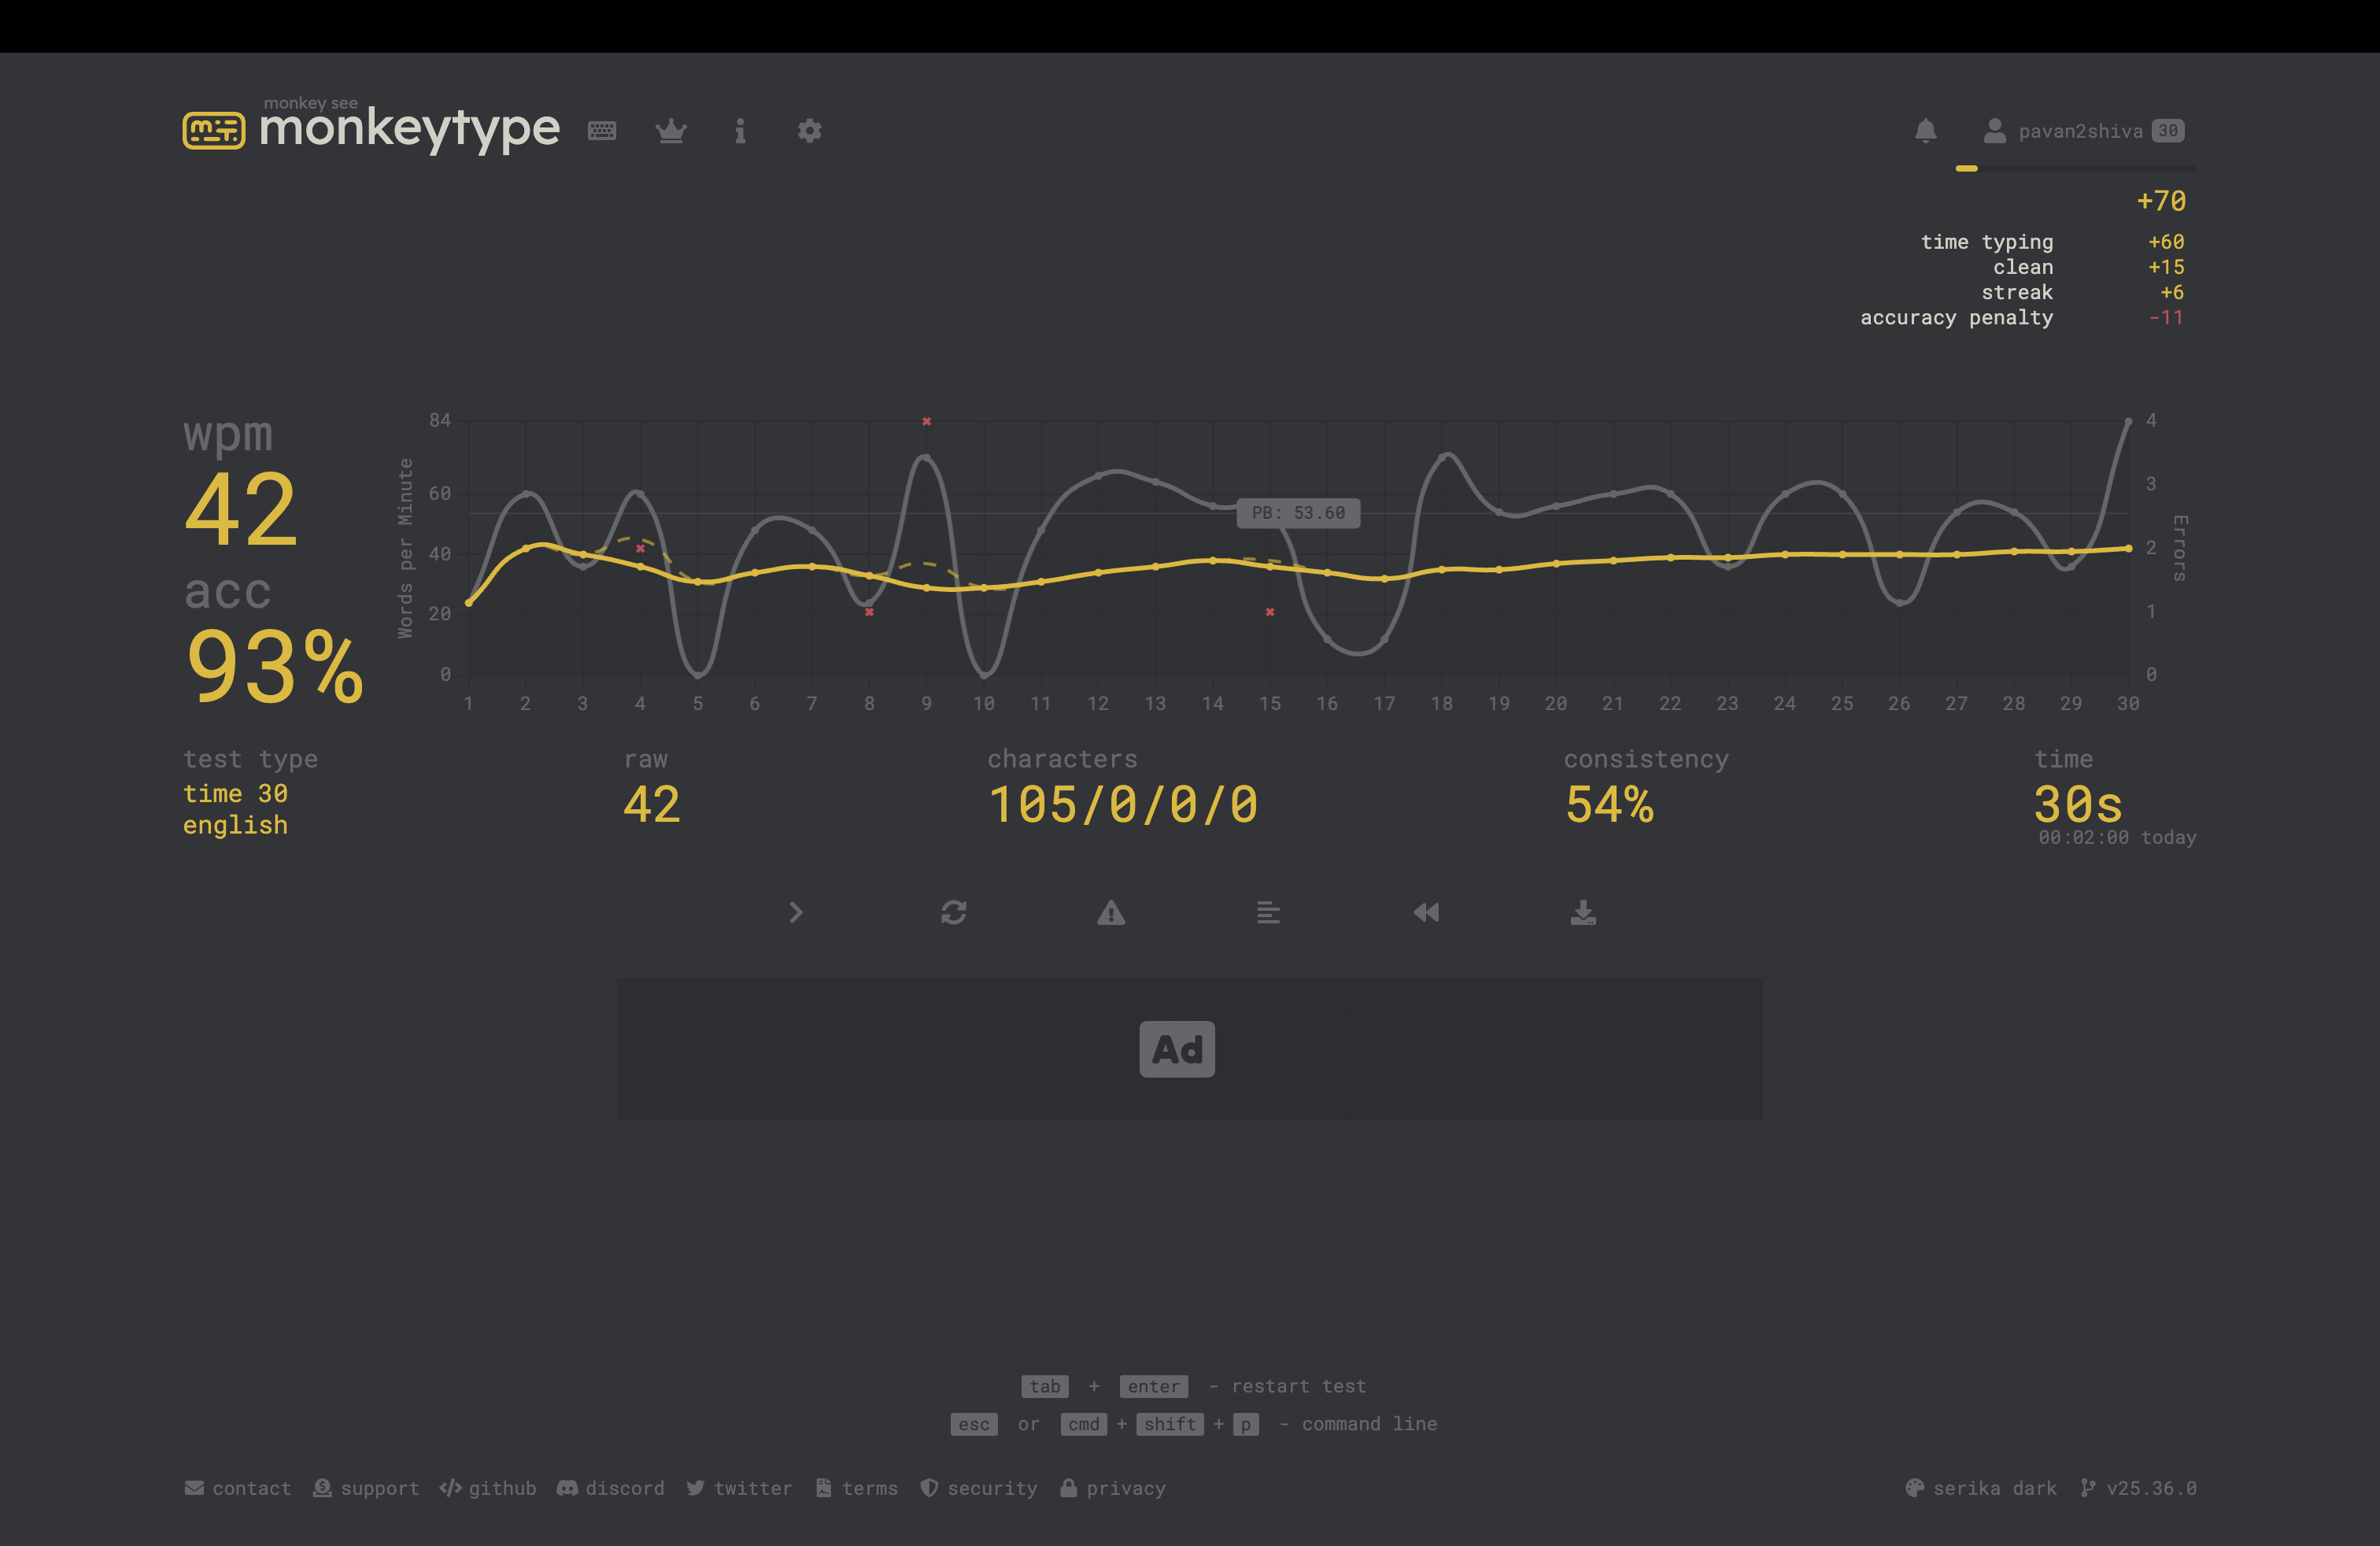 monkey see
monkeytype
pavan2shiva 30
+70
time typing +60
clean +15
streak +6
accuracy penalty -11
wpm
42
acc
93%
Words per Minute
84
60
40
20
0
PB: 53.60
4
3
2
1
0
Errors
1 2 3 4 5 6 7 8 9 10 11 12 13 14 15 16 17 18 19 20 21 22 23 24 25 26 27 28 29 30
test type
time 30
english
raw
42
characters
105/0/0/0
consistency
54%
time
30s
00:02:00 today
Ad
tab + enter - restart test
esc or cmd + shift + p - command line
contact support github discord twitter terms security privacy serika dark v25.36.0